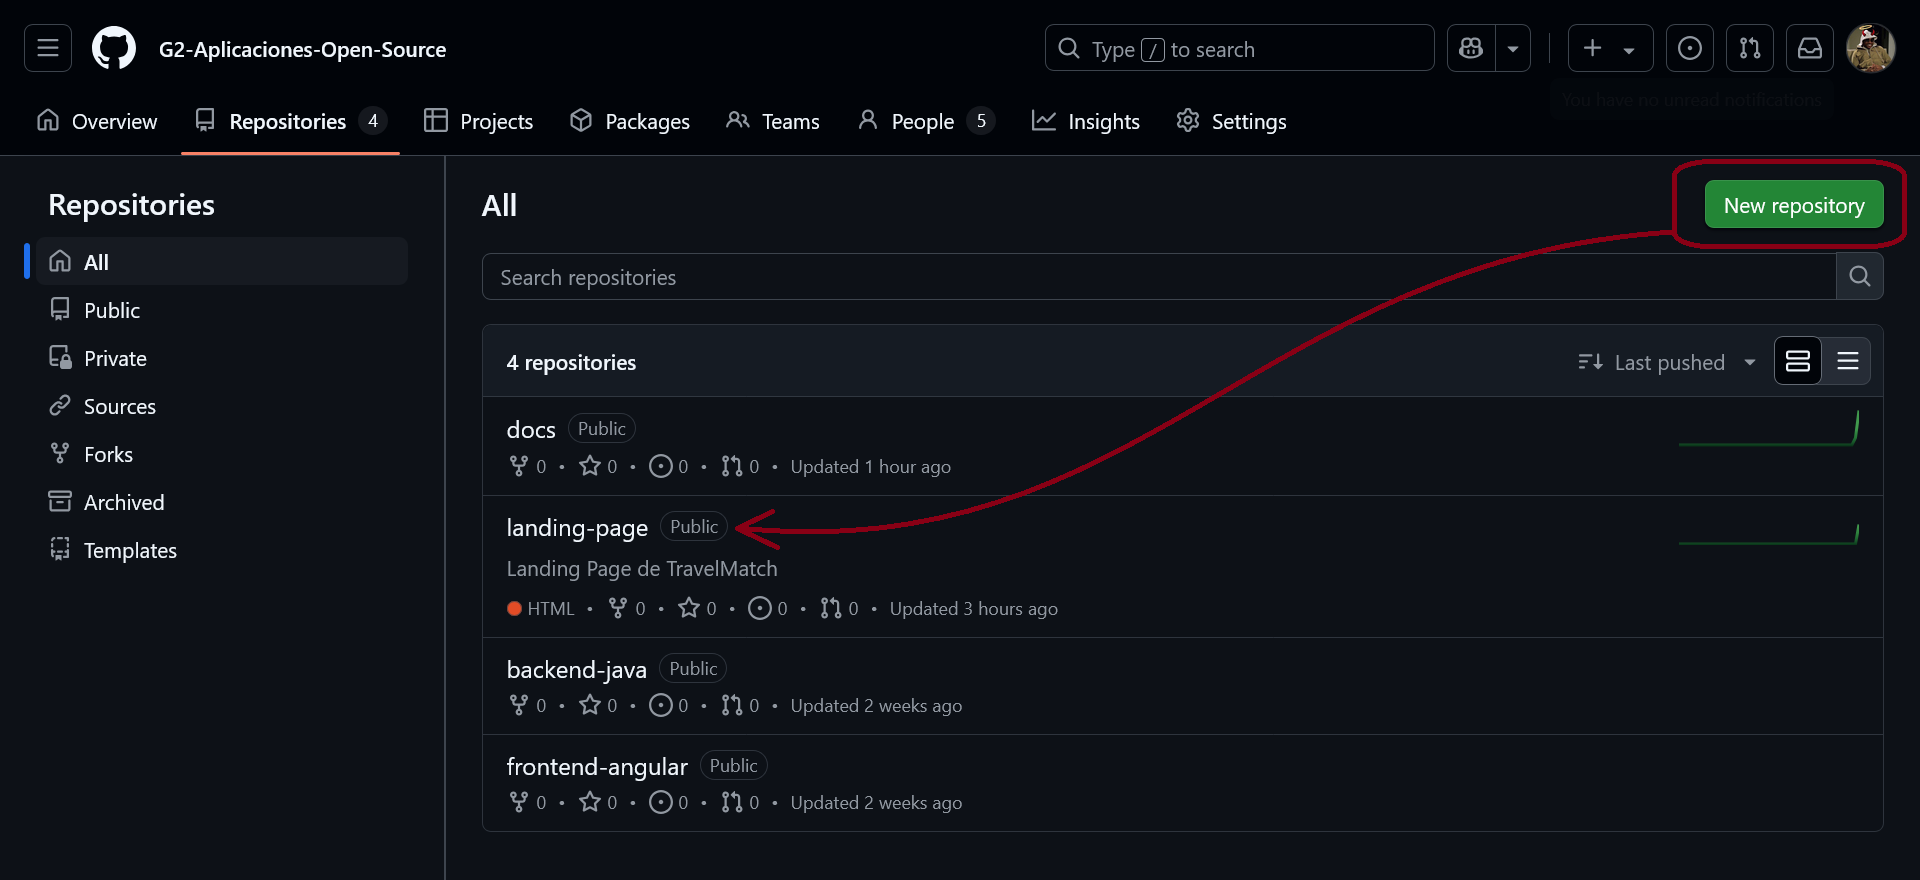 G2-Aplicaciones-Open-Source
Type / to search
You have no unread notifications
Overview Repositories 4 Projects Packages Teams People 5 Insights Settings
Repositories
All
Public
Private
Sources
Forks
Archived
Templates
All
New repository
Search repositories
4 repositories
Last pushed
docs Public
0 • 0 • 0 • 0 • Updated 1 hour ago
landing-page Public
Landing Page de TravelMatch
HTML • 0 • 0 • 0 • 0 • Updated 3 hours ago
backend-java Public
0 • 0 • 0 • 0 • Updated 2 weeks ago
frontend-angular Public
0 • 0 • 0 • 0 • Updated 2 weeks ago